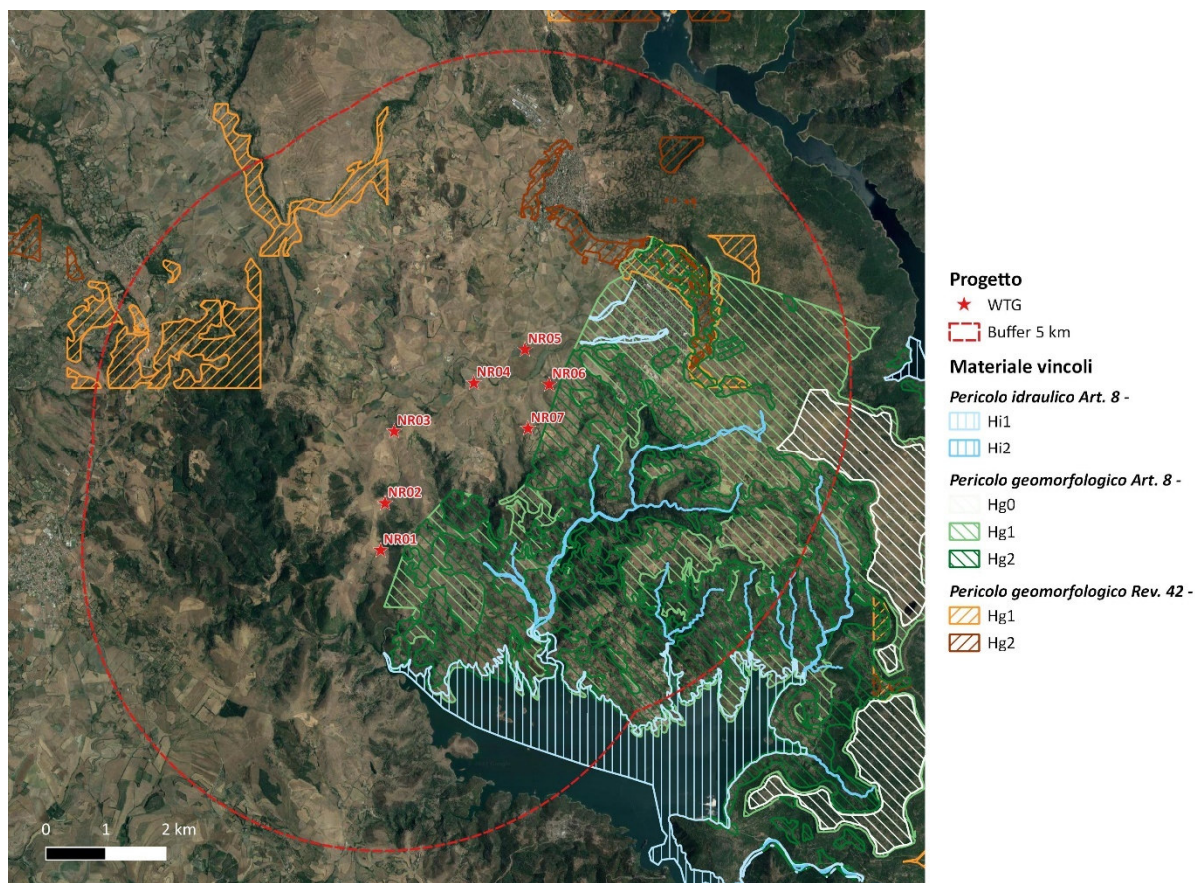 NR05
NR04
NR06
NR03
NR07
NR02
NR01
0 1 2 km
Progetto
WTG
Buffer 5 km
Materiale vincoli
Pericolo idraulico Art. 8 -
Hi1
Hi2
Pericolo geomorfologico Art. 8 -
Hg0
Hg1
Hg2
Pericolo geomorfologico Rev. 42 -
Hg1
Hg2